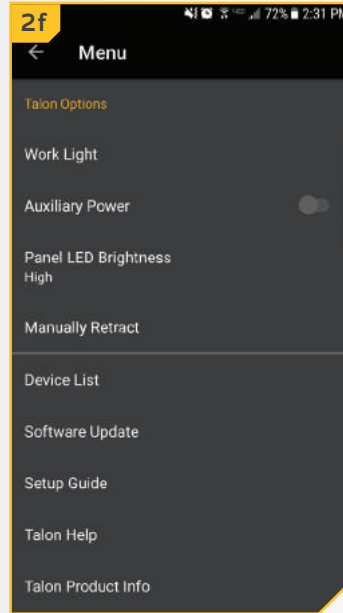 2f
72% 2:31 PM
Menu
Talon Options
Work Light
Auxiliary Power
Panel LED Brightness
High
Manually Retract
Device List
Software Update
Setup Guide
Talon Help
Talon Product Info